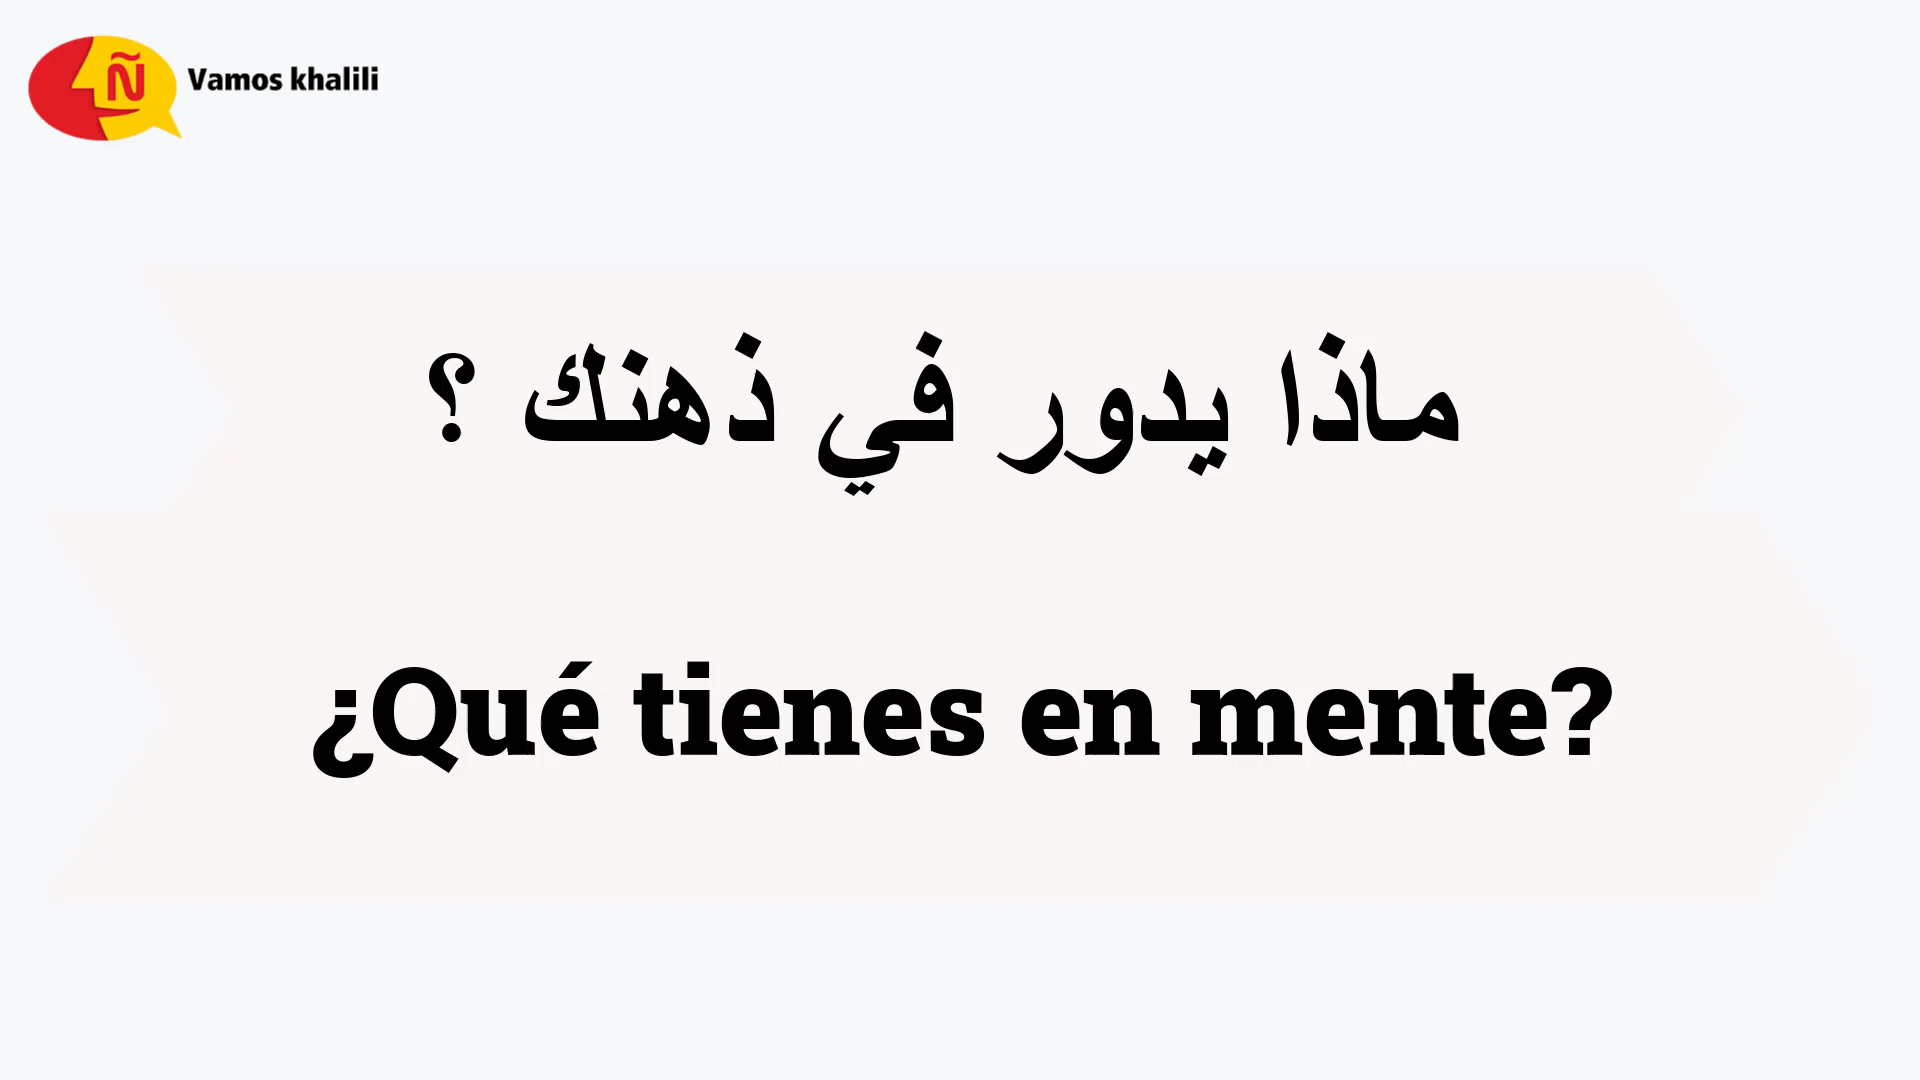 Ñ
Vamos khalili
ماذا يدور في ذهنك ؟
¿Qué tienes en mente?